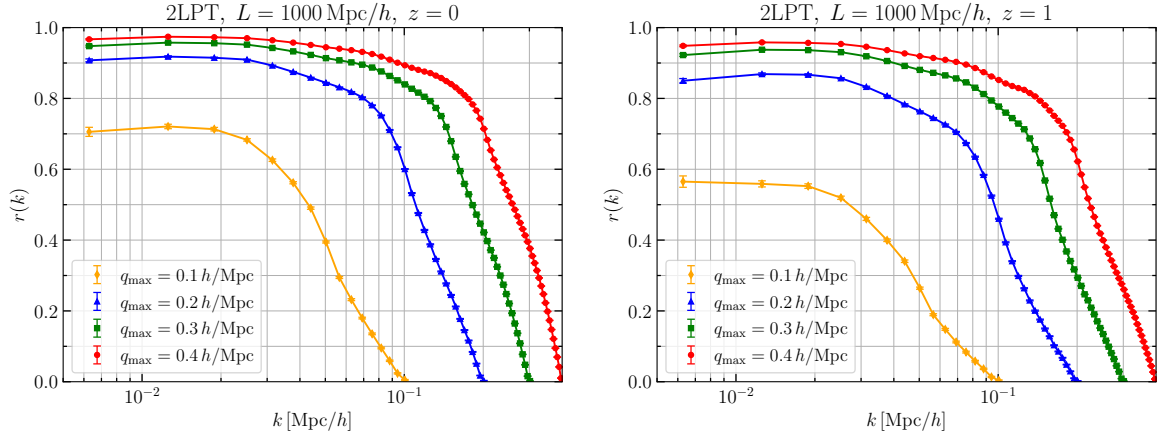 2LPT, L = 1000 Mpc/h, z = 0
r(k)
1.0
0.8
0.6
0.4
0.2
0.0
q_max = 0.1 h/Mpc
q_max = 0.2 h/Mpc
q_max = 0.3 h/Mpc
q_max = 0.4 h/Mpc
10⁻² 10⁻¹
k [Mpc/h]
2LPT, L = 1000 Mpc/h, z = 1
r(k)
1.0
0.8
0.6
0.4
0.2
0.0
q_max = 0.1 h/Mpc
q_max = 0.2 h/Mpc
q_max = 0.3 h/Mpc
q_max = 0.4 h/Mpc
10⁻² 10⁻¹
k [Mpc/h]